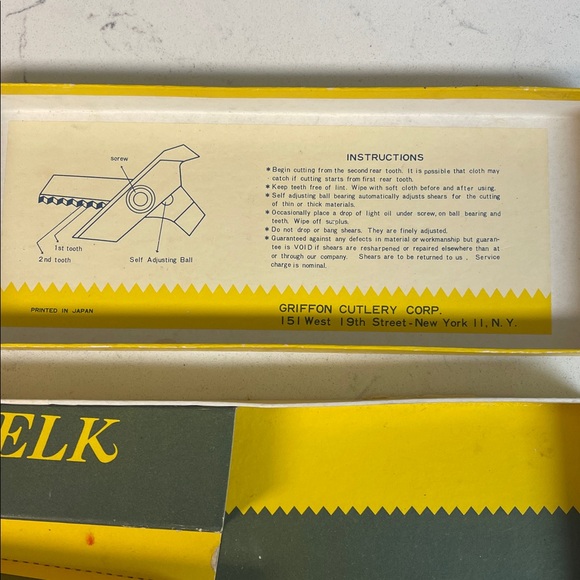 screw
1st tooth
2nd tooth
Self Adjusting Ball
INSTRUCTIONS
* Begin cutting from the second rear tooth. It is possible that cloth may
catch if cutting starts from first rear tooth.
* Keep teeth free of lint. Wipe with soft cloth before and after using.
* Self adjusting ball bearing automatically adjusts shears for the cutting
of thin or thick materials.
* Occasionally place a drop of light oil under screw, on ball bearing and
teeth. Wipe off surplus.
* Do not drop or bang shears. They are finely adjusted.
* Guaranteed against any defects in material or workmanship but guaran-
tee is VOID if shears are resharpened or repaired elsewhere than at
or through our company. Shears to be returned to us. Service
charge is nominal.
PRINTED IN JAPAN
GRIFFON CUTLERY CORP.
151 West 19th Street - New York 11, N. Y.
ELK